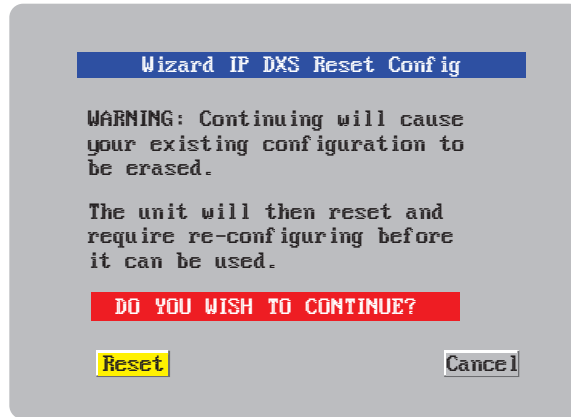 Wizard IP DXS Reset Config
WARNING: Continuing will cause
your existing configuration to
be erased.
The unit will then reset and
require re-configuring before
it can be used.
DO YOU WISH TO CONTINUE?
Reset Cancel